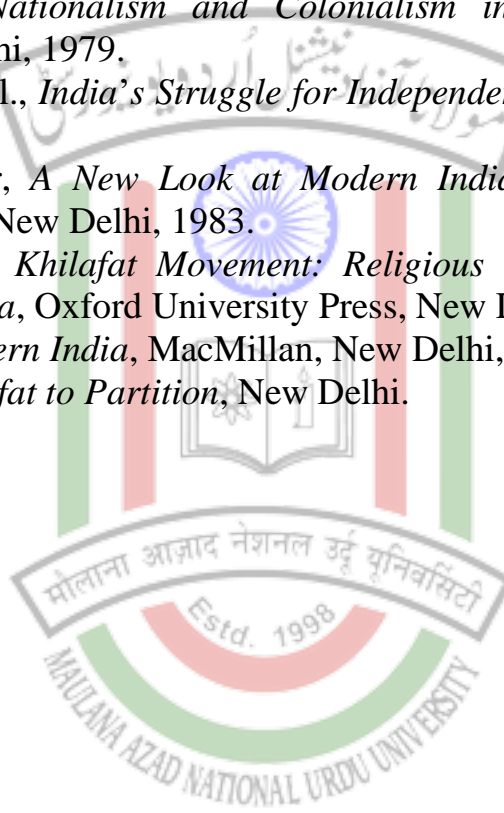 Nationalism and Colonialism in
hi, 1979.
l., India's Struggle for Independe
, A New Look at Modern Indi
New Delhi, 1983.
Khilafat Movement: Religious
a, Oxford University Press, New
ern India, MacMillan, New Delhi,
fat to Partition, New Delhi.
मौलाना आज़ाद नेशनल उर्दू यूनिवर्सिटी
Estd. 1998
MAULANA AZAD NATIONAL URDU UNIVERSITY